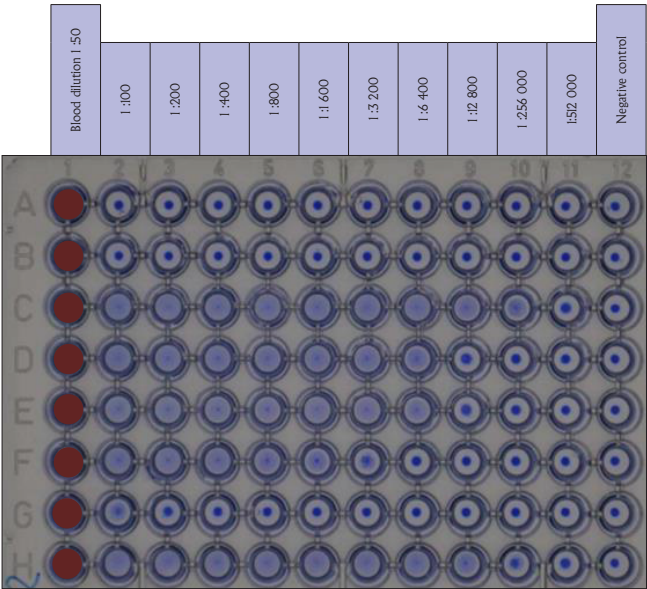 Blood dilution 1 :50
1 :100
1 :200
1 :400
1 :800
1 :1 600
1 :3 200
1 :6 400
1 :12 800
1 :256 000
1:512 000
Negative control
1 2 3 4 5 6 7 8 9 10 11 12
A
B
C
D
E
F
G
H
2